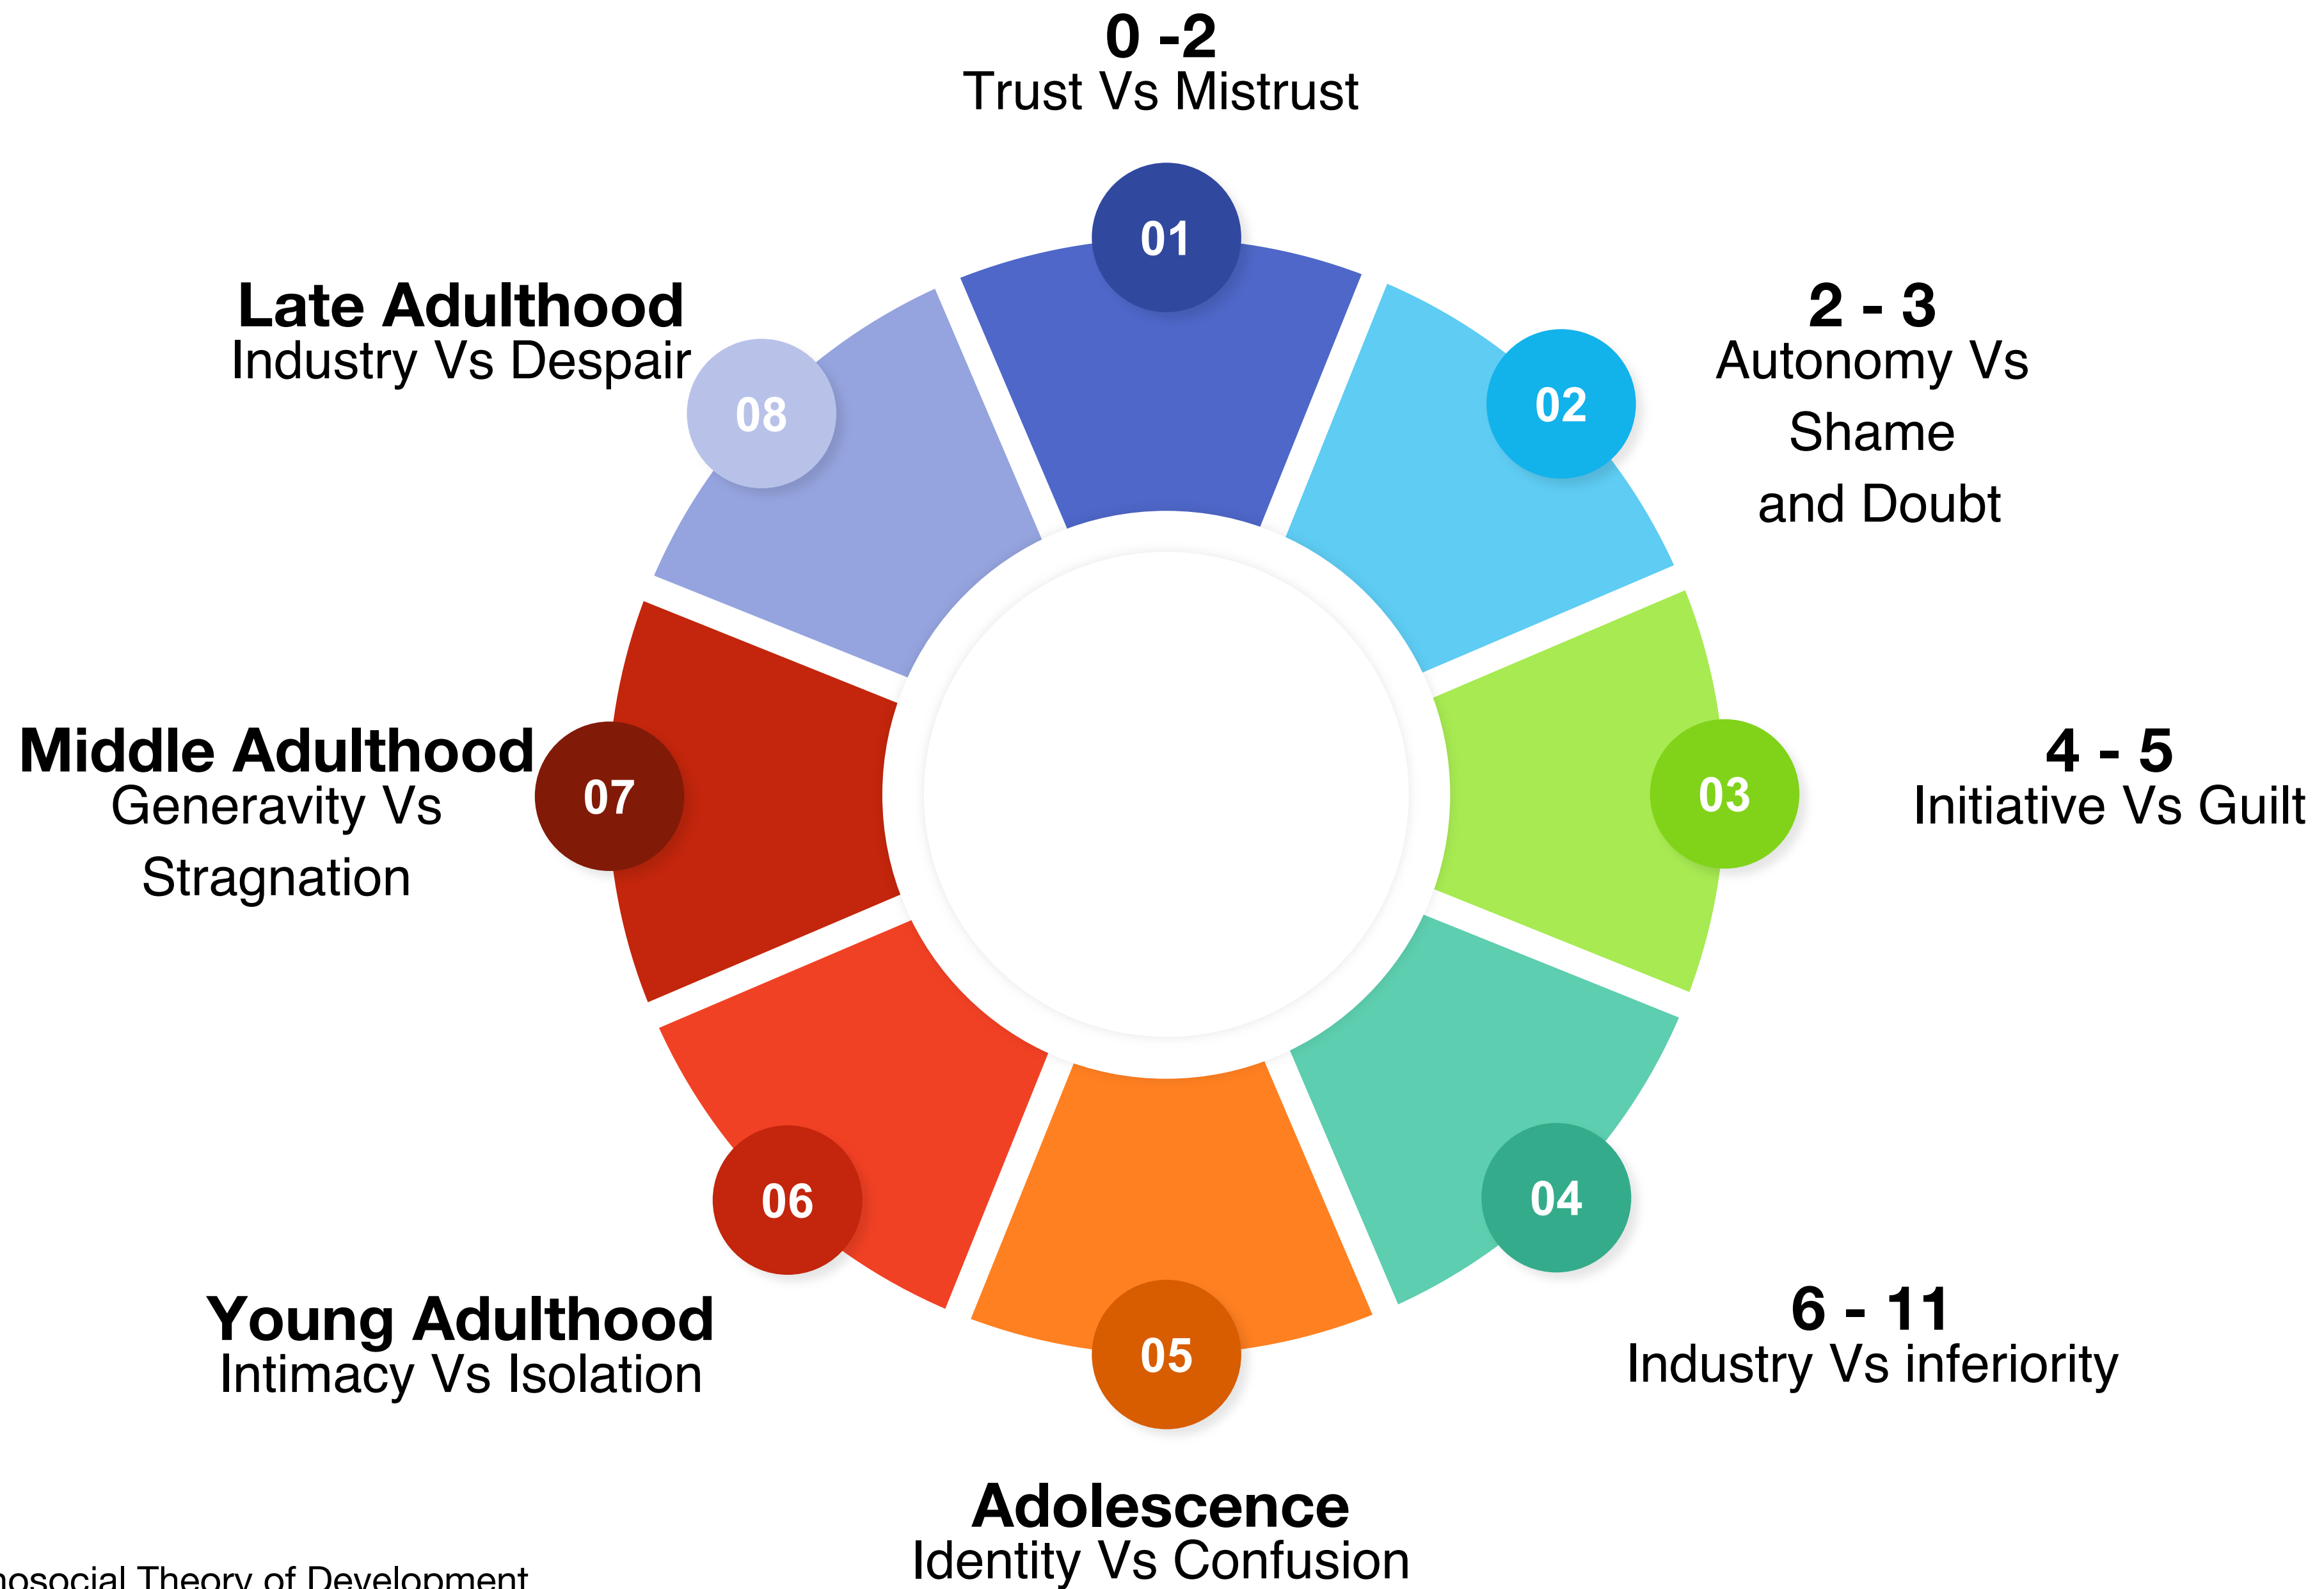 0 -2
Trust Vs Mistrust
01
2 - 3
Autonomy Vs
Shame
and Doubt
02
4 - 5
Initiative Vs Guilt
03
6 - 11
Industry Vs inferiority
04
Adolescence
Identity Vs Confusion
05
Young Adulthood
Intimacy Vs Isolation
06
Middle Adulthood
Generavity Vs
Stragnation
07
Late Adulthood
Industry Vs Despair
08
Theory of Development